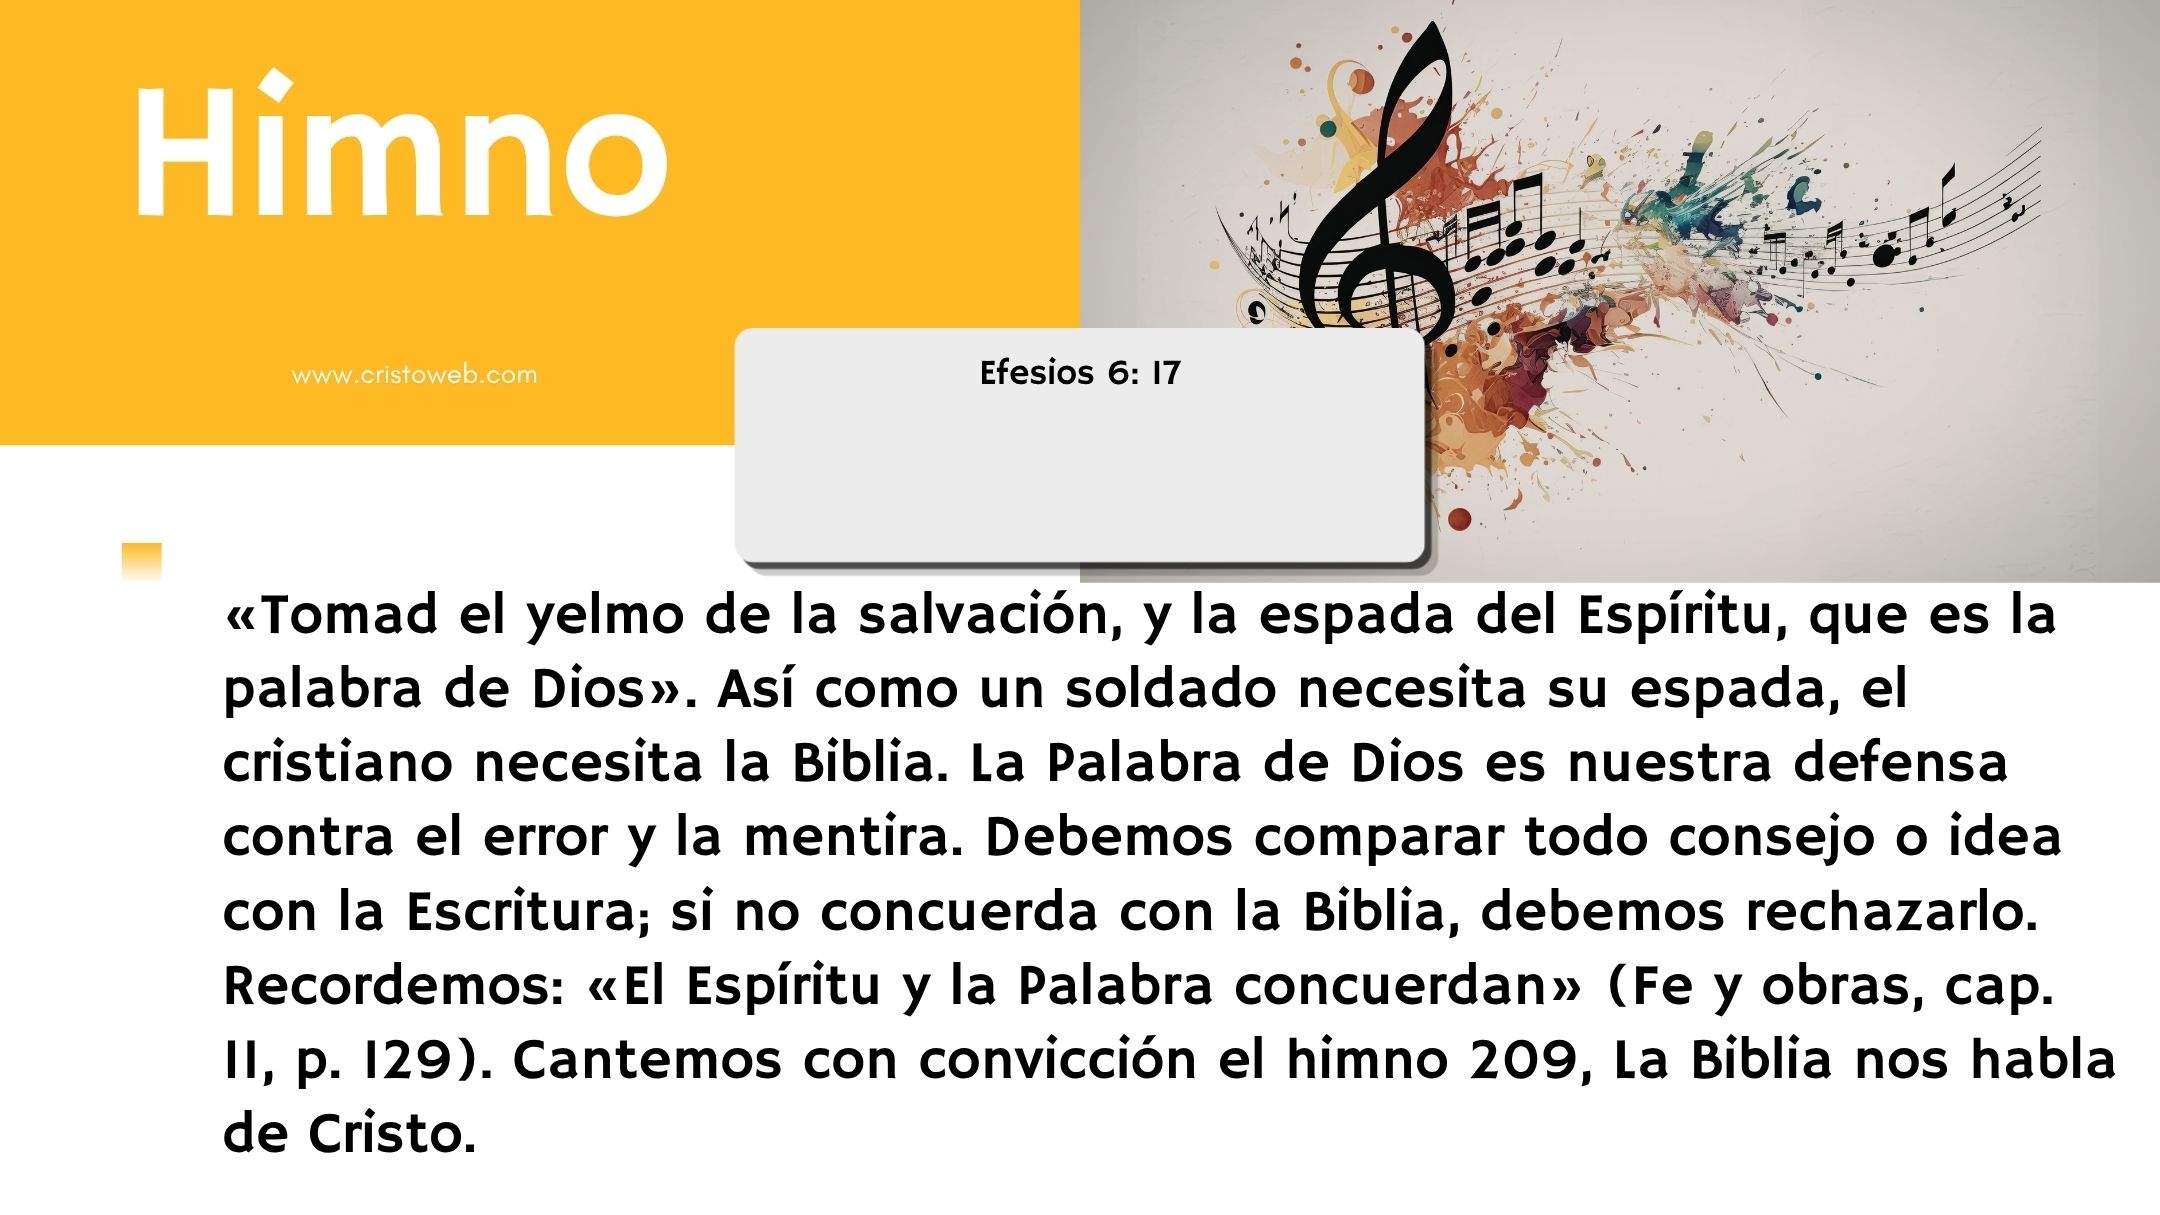 Himno
www.cristoweb.com
Efesios 6: 17
«Tomad el yelmo de la salvación, y la espada del Espíritu, que es la
palabra de Dios». Así como un soldado necesita su espada, el
cristiano necesita la Biblia. La Palabra de Dios es nuestra defensa
contra el error y la mentira. Debemos comparar todo consejo o idea
con la Escritura; si no concuerda con la Biblia, debemos rechazarlo.
Recordemos: «El Espíritu y la Palabra concuerdan» (Fe y obras, cap.
11, p. 129). Cantemos con convicción el himno 209, La Biblia nos habla
de Cristo.